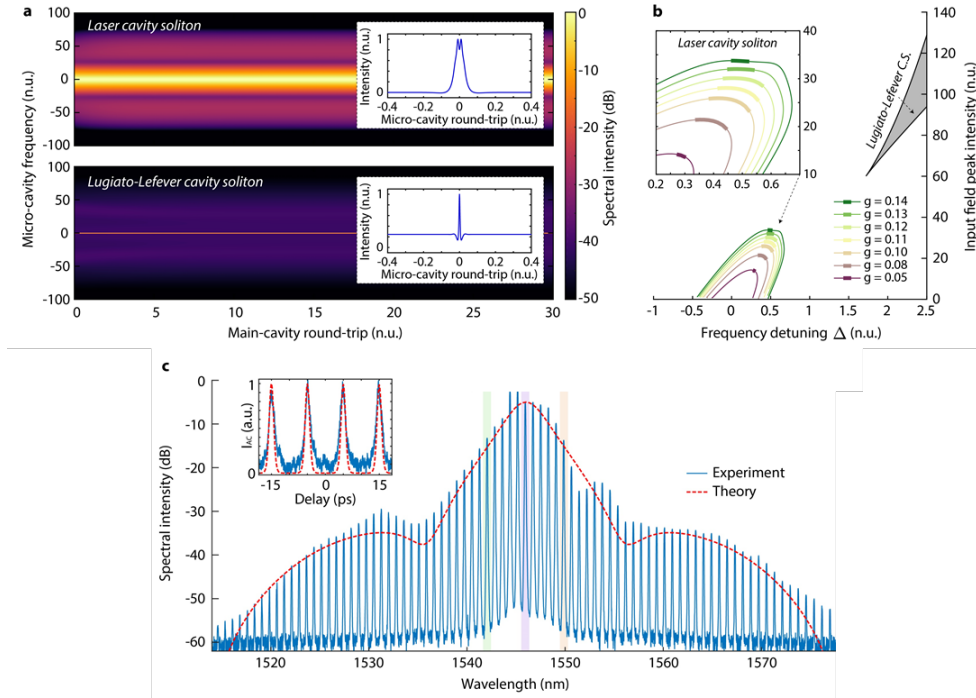 a
Laser cavity soliton
100
50
0
-50
-100
Intensity (n.u.)
1
0
-0.4 -0.2 0 0.2 0.4
Micro-cavity round-trip (n.u.)
Lugiato-Lefever cavity soliton
100
50
0
-50
-100
Intensity (n.u.)
1
0
-0.4 -0.2 0 0.2 0.4
Micro-cavity round-trip (n.u.)
Micro-cavity frequency (n.u.)
0 5 10 15 20 25 30
Main-cavity round-trip (n.u.)
0
-10
-20
-30
-40
-50
Spectral intensity (dB)
b
Laser cavity soliton
40
30
20
10
0.2 0.3 0.4 0.5 0.6
Lugiato-Lefever C.S.
g = 0.14
g = 0.13
g = 0.12
g = 0.11
g = 0.10
g = 0.08
g = 0.05
140
120
100
80
60
40
20
0
Input field peak intensity (n.u.)
-1 -0.5 0 0.5 1 1.5 2 2.5
Frequency detuning Δ (n.u.)
c
0
-10
-20
-30
-40
-50
-60
Spectral intensity (dB)
1
0
I_AC (a.u.)
-15 -5 0 5 15
Delay (ps)
Experiment
Theory
1520 1530 1540 1550 1560 1570
Wavelength (nm)